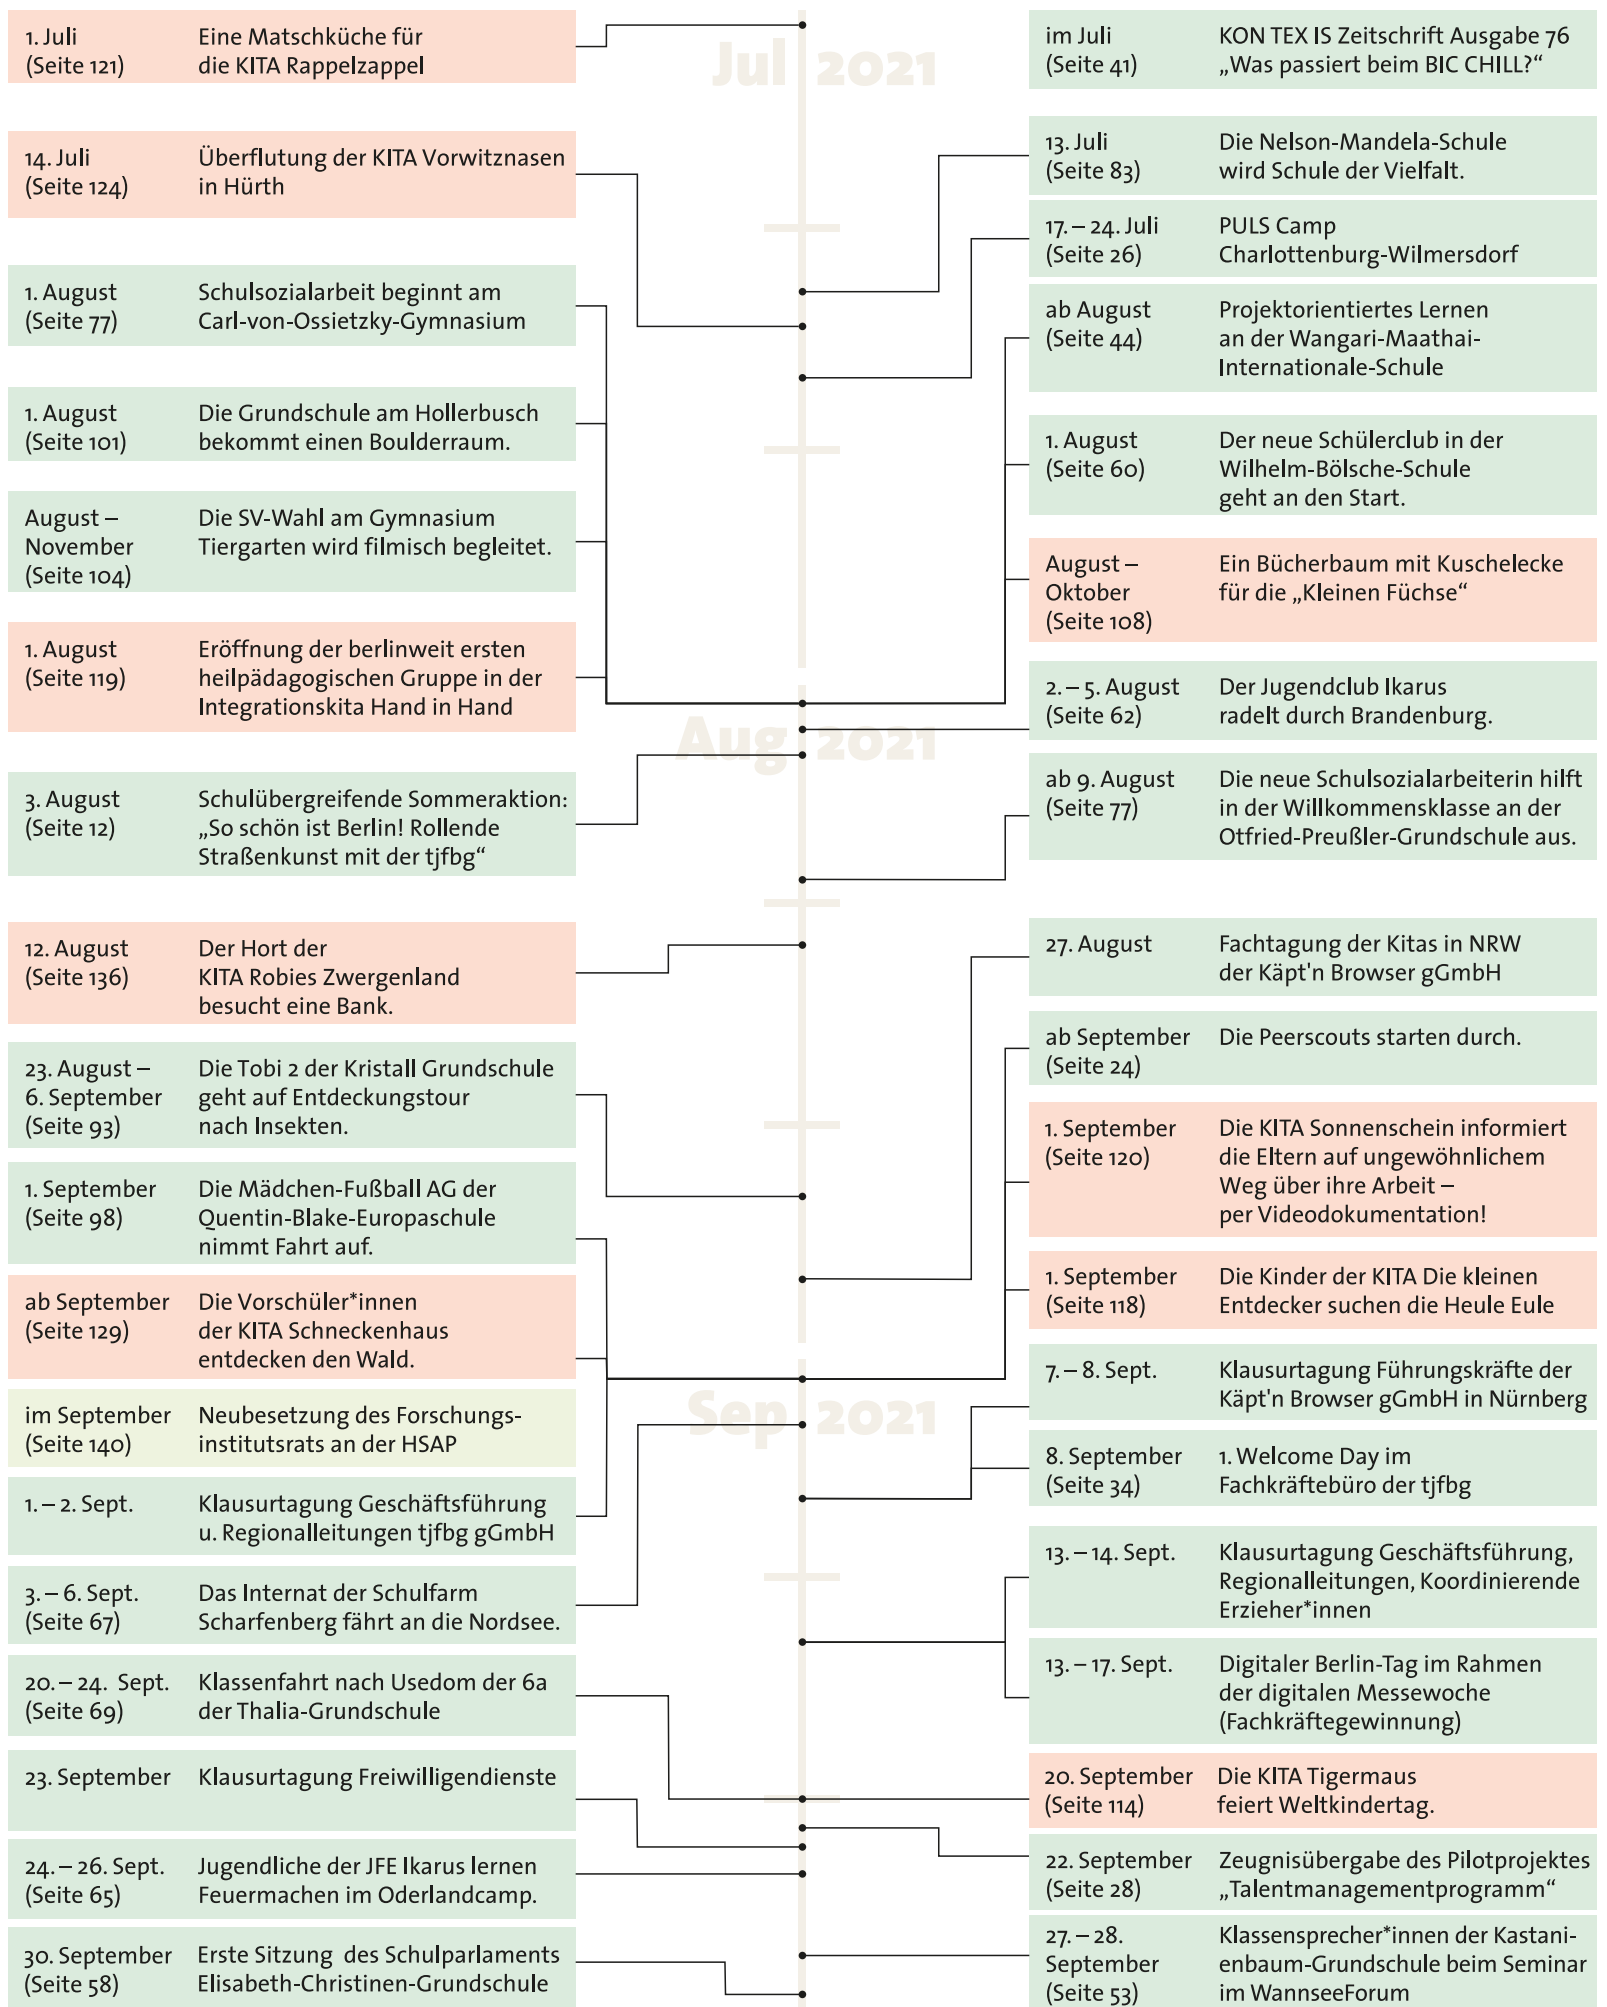 1. Juli
(Seite 121)
Eine Matschküche für
die KITA Rappelzappel
14. Juli
(Seite 124)
Überflutung der KITA Vorwitznasen
in Hürth
1. August
(Seite 77)
Schulsozialarbeit beginnt am
Carl-von-Ossietzky-Gymnasium
1. August
(Seite 101)
Die Grundschule am Hollerbusch
bekommt einen Boulderraum.
August –
November
(Seite 104)
Die SV-Wahl am Gymnasium
Tiergarten wird filmisch begleitet.
1. August
(Seite 119)
Eröffnung der berlinweit ersten
heilpädagogischen Gruppe in der
Integrationskita Hand in Hand
3. August
(Seite 12)
Schulübergreifende Sommeraktion:
„So schön ist Berlin! Rollende
Straßenkunst mit der tjfbg“
12. August
(Seite 136)
Der Hort der
KITA Robies Zwergenland
besucht eine Bank.
23. August –
6. September
(Seite 93)
Die Tobi 2 der Kristall Grundschule
geht auf Entdeckungstour
nach Insekten.
1. September
(Seite 98)
Die Mädchen-Fußball AG der
Quentin-Blake-Europaschule
nimmt Fahrt auf.
ab September
(Seite 129)
Die Vorschüler*innen
der KITA Schneckenhaus
entdecken den Wald.
im September
(Seite 140)
Neubesetzung des Forschungs-
institutsrats an der HSAP
1. – 2. Sept.
Klausurtagung Geschäftsführung
u. Regionalleitungen tjfbg gGmbH
3. – 6. Sept.
(Seite 67)
Das Internat der Schulfarm
Scharfenberg fährt an die Nordsee.
20. – 24. Sept.
(Seite 69)
Klassenfahrt nach Usedom der 6a
der Thalia-Grundschule
23. September
Klausurtagung Freiwilligendienste
24. – 26. Sept.
(Seite 65)
Jugendliche der JFE Ikarus lernen
Feuermachen im Oderlandcamp.
30. September
(Seite 58)
Erste Sitzung des Schulparlaments
Elisabeth-Christinen-Grundschule
Jul 2021
Aug 2021
Sep 2021
im Juli
(Seite 41)
KON TEX IS Zeitschrift Ausgabe 76
„Was passiert beim BIC CHILL?“
13. Juli
(Seite 83)
Die Nelson-Mandela-Schule
wird Schule der Vielfalt.
17. – 24. Juli
(Seite 26)
PULS Camp
Charlottenburg-Wilmersdorf
ab August
(Seite 44)
Projektorientiertes Lernen
an der Wangari-Maathai-
Internationale-Schule
1. August
(Seite 60)
Der neue Schülerclub in der
Wilhelm-Bölsche-Schule
geht an den Start.
August –
Oktober
(Seite 108)
Ein Bücherbaum mit Kuschelecke
für die „Kleinen Füchse“
2. – 5. August
(Seite 62)
Der Jugendclub Ikarus
radelt durch Brandenburg.
ab 9. August
(Seite 77)
Die neue Schulsozialarbeiterin hilft
in der Willkommensklasse an der
Otfried-Preußler-Grundschule aus.
27. August
Fachtagung der Kitas in NRW
der Käpt'n Browser gGmbH
ab September
(Seite 24)
Die Peerscouts starten durch.
1. September
(Seite 120)
Die KITA Sonnenschein informiert
die Eltern auf ungewöhnlichem
Weg über ihre Arbeit –
per Videodokumentation!
1. September
(Seite 118)
Die Kinder der KITA Die kleinen
Entdecker suchen die Heule Eule
7. – 8. Sept.
Klausurtagung Führungskräfte der
Käpt'n Browser gGmbH in Nürnberg
8. September
(Seite 34)
1. Welcome Day im
Fachkräftebüro der tjfbg
13. – 14. Sept.
Klausurtagung Geschäftsführung,
Regionalleitungen, Koordinierende
Erzieher*innen
13. – 17. Sept.
Digitaler Berlin-Tag im Rahmen
der digitalen Messewoche
(Fachkräftegewinnung)
20. September
(Seite 114)
Die KITA Tigermaus
feiert Weltkindertag.
22. September
(Seite 28)
Zeugnisübergabe des Pilotprojektes
„Talentmanagementprogramm“
27. – 28.
September
(Seite 53)
Klassensprecher*innen der Kastani-
enbaum-Grundschule beim Seminar
im WannseeForum